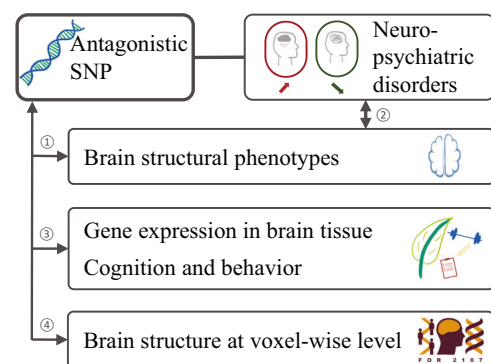 Antagonistic
SNP
Neuro-
psychiatric
disorders
①
②
Brain structural phenotypes
③
Gene expression in brain tissue
Cognition and behavior
④
Brain structure at voxel-wise level
FOR 2107